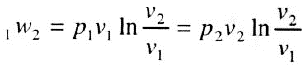 ₁w₂ = p₁v₁ ln v₂/v₁ = p₂v₂ ln v₂/v₁